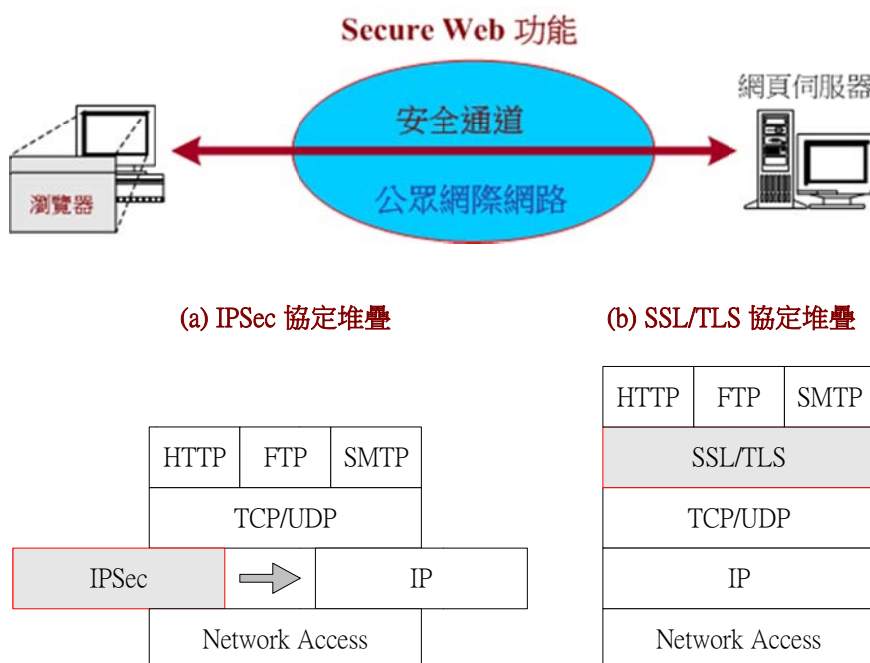 Secure Web 功能
網頁伺服器
安全通道
瀏覽器
公眾網際網路
(a) IPSec 協定堆疊
HTTP FTP SMTP
TCP/UDP
IPSec IP
Network Access
(b) SSL/TLS 協定堆疊
HTTP FTP SMTP
SSL/TLS
TCP/UDP
IP
Network Access